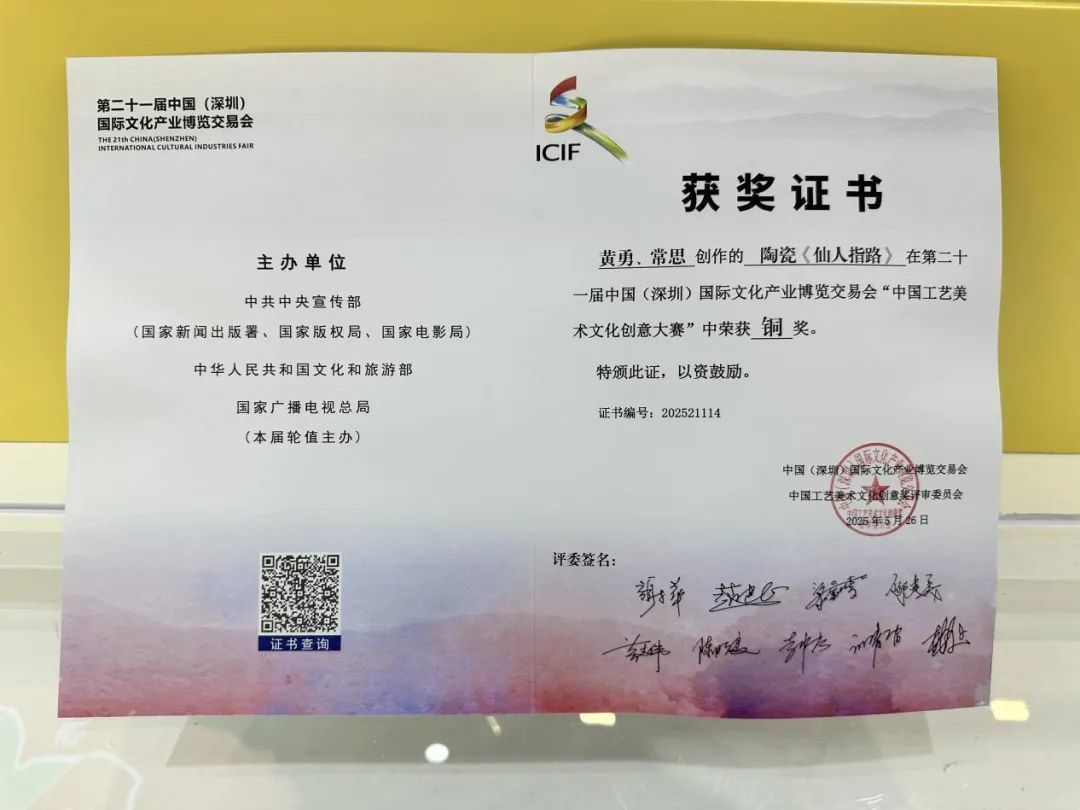 第二十一届中国（深圳）
国际文化产业博览交易会
THE 21th CHINA(SHENZHEN)
INTERNATIONAL CULTURAL INDUSTRIES FAIR
主办单位
中共中央宣传部
（国家新闻出版署、国家版权局、国家电影局）
中华人民共和国文化和旅游部
国家广播电视总局
（本届轮值主办）
证书查询
ICIF
获奖证书
黄勇、常思 创作的 陶瓷《仙人指路》 在第二十
一届中国（深圳）国际文化产业博览交易会“中国工艺美
术文化创意大赛”中荣获 铜 奖。
特颁此证，以资鼓励。
证书编号：202521114
中国（深圳）国际文化产业博览交易会
中国工艺美术文化创意奖评审委员会
2025年5月26日
评委签名：